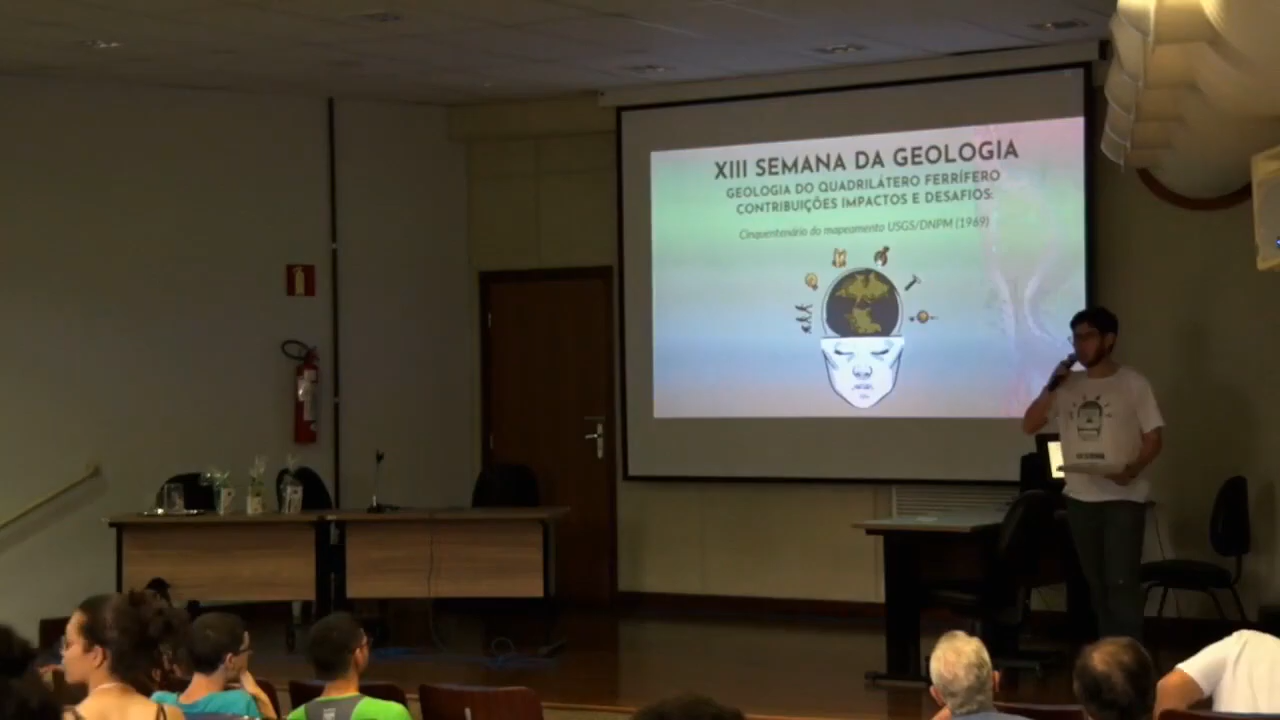 XIII SEMANA DA GEOLOGIA
GEOLOGIA DO QUADRILÁTERO FERRÍFERO
CONTRIBUIÇÕES IMPACTOS E DESAFIOS:
Cinquentenário do mapeamento USGS/DNPM (1969)